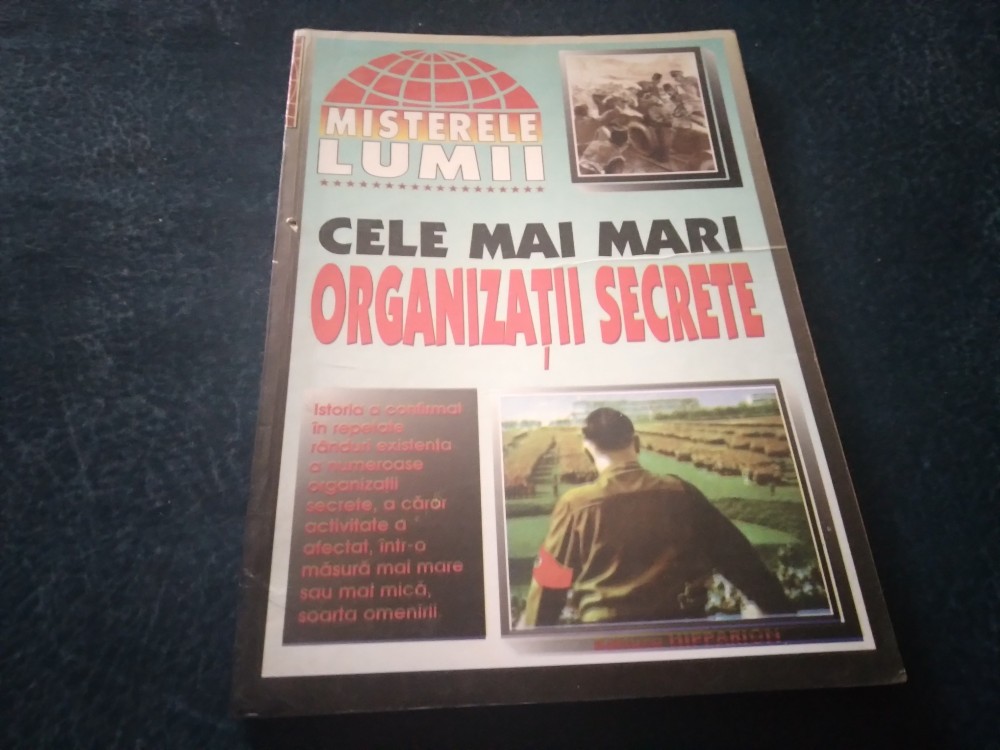 MISTERELE
LUMII
CELE MAI MARI
ORGANIZAȚII SECRETE
Istoria a confirmat
în repetate
rânduri existența
a numeroase
organizații
secrete, a căror
activitate a
afectat, într-o
măsură mai mare
sau mai mică,
soarta omenirii.
HIPPARION